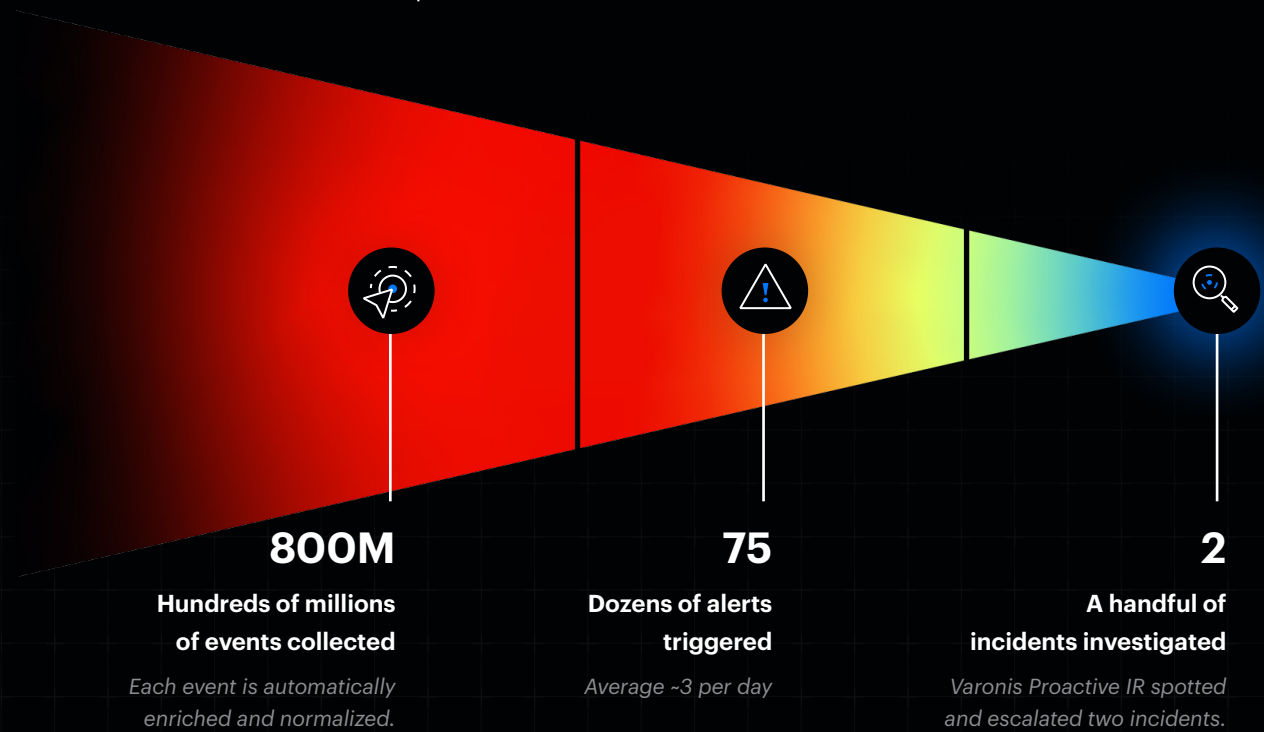 800M
Hundreds of millions
of events collected
Each event is automatically
enriched and normalized.
75
Dozens of alerts
triggered
Average ~3 per day
2
A handful of
incidents investigated
Varonis Proactive IR spotted
and escalated two incidents.